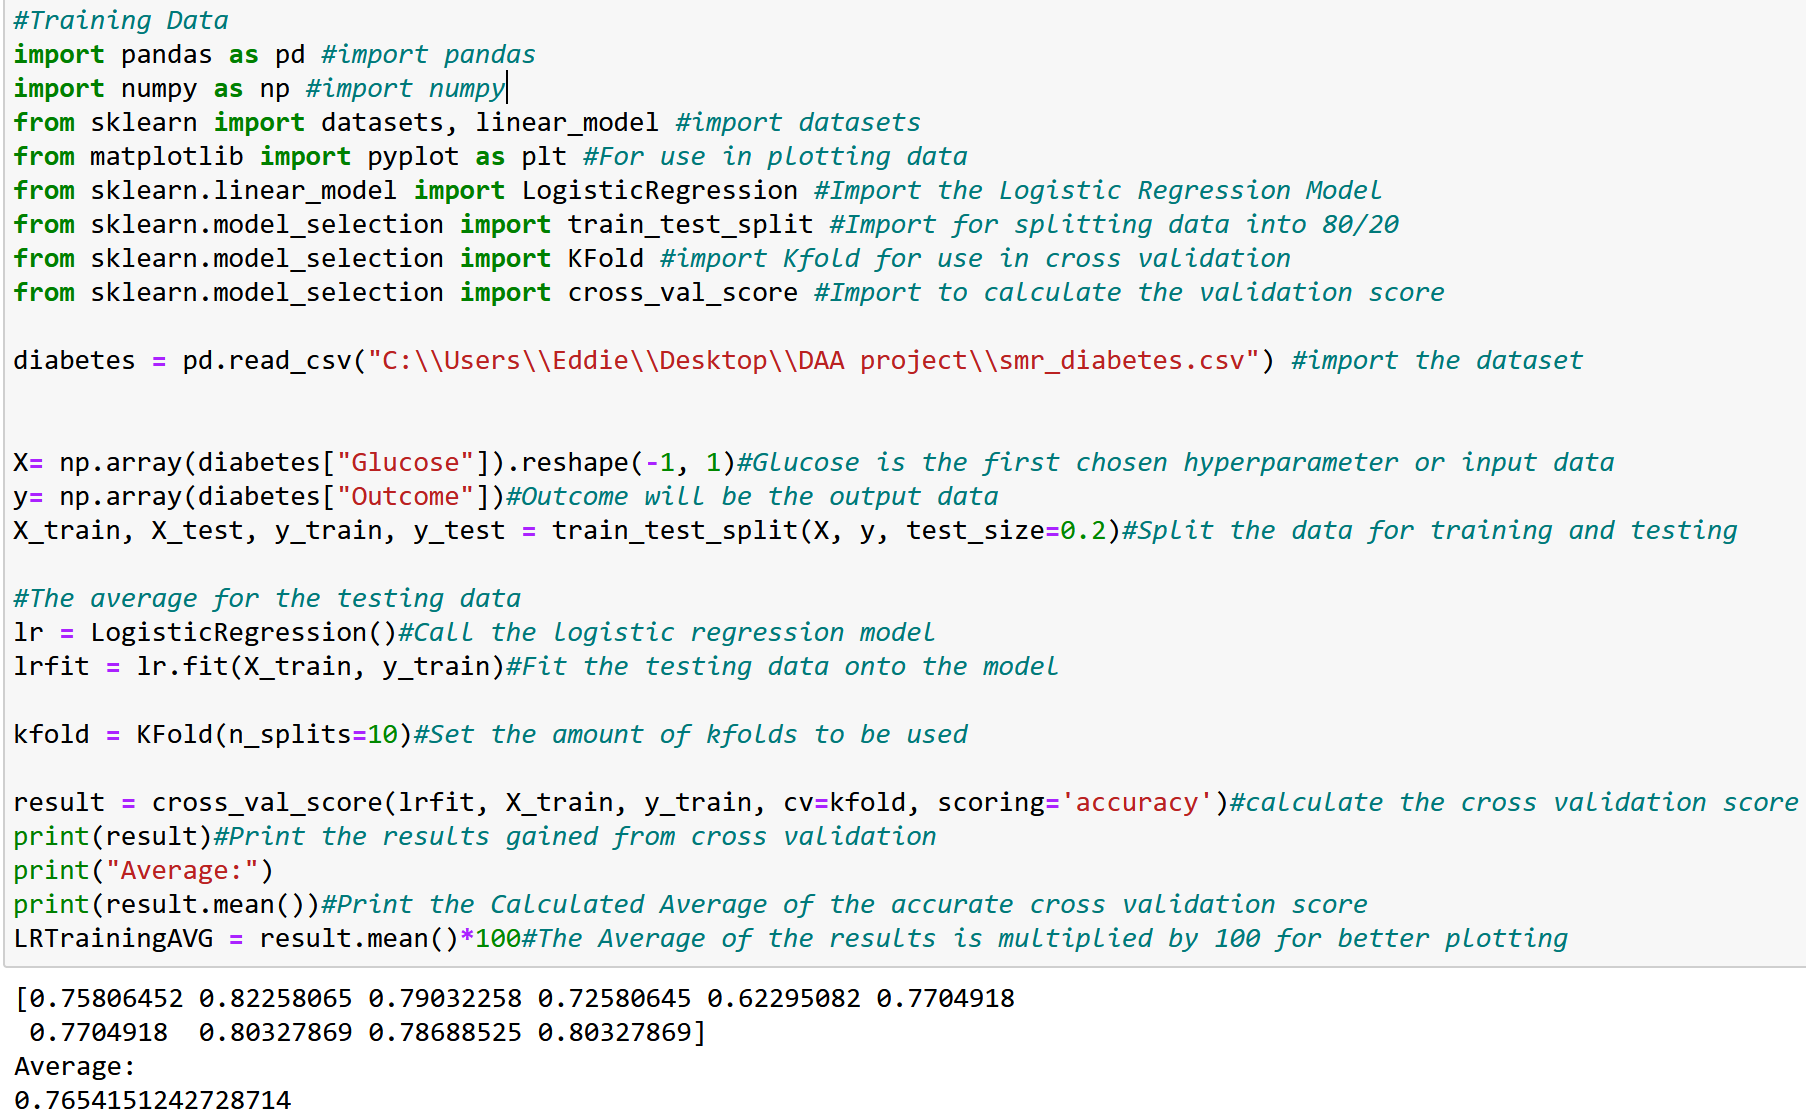 #Training Data
import pandas as pd #import pandas
import numpy as np #import numpy
from sklearn import datasets, linear_model #import datasets
from matplotlib import pyplot as plt #For use in plotting data
from sklearn.linear_model import LogisticRegression #Import the Logistic Regression Model
from sklearn.model_selection import train_test_split #Import for splitting data into 80/20
from sklearn.model_selection import KFold #import Kfold for use in cross validation
from sklearn.model_selection import cross_val_score #Import to calculate the validation score
diabetes = pd.read_csv("C:\\Users\\Eddie\\Desktop\\DAA project\\smr_diabetes.csv") #import the dataset
X= np.array(diabetes["Glucose"]).reshape(-1, 1)#Glucose is the first chosen hyperparameter or input data
y= np.array(diabetes["Outcome"])#Outcome will be the output data
X_train, X_test, y_train, y_test = train_test_split(X, y, test_size=0.2)#Split the data for training and testing
#The average for the testing data
lr = LogisticRegression()#Call the logistic regression model
lrfit = lr.fit(X_train, y_train)#Fit the testing data onto the model
kfold = KFold(n_splits=10)#Set the amount of kfolds to be used
result = cross_val_score(lrfit, X_train, y_train, cv=kfold, scoring='accuracy')#calculate the cross validation score
print(result)#Print the results gained from cross validation
print("Average:")
print(result.mean())#Print the Calculated Average of the accurate cross validation score
LRTrainingAVG = result.mean()*100#The Average of the results is multiplied by 100 for better plotting
[0.75806452 0.82258065 0.79032258 0.72580645 0.62295082 0.7704918
0.7704918  0.80327869 0.78688525 0.80327869]
Average:
0.7654151242728714